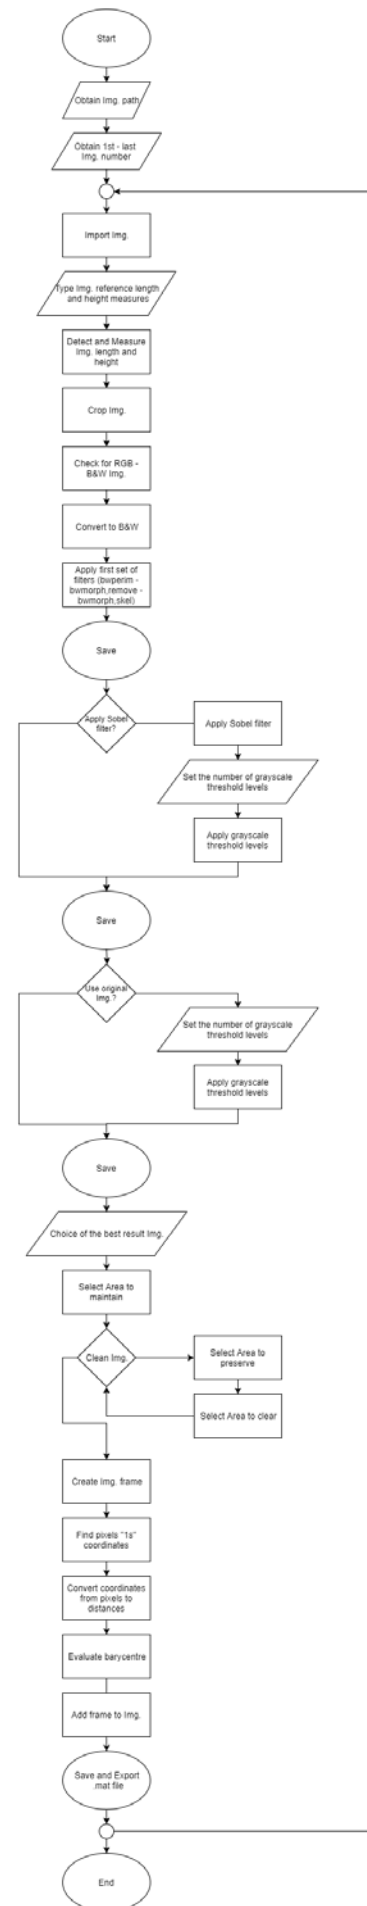 Start
Obtain Img. path
Obtain 1st - last
Img. number
Import Img.
Type Img. reference length
and height measures
Detect and Measure
Img. length and
height
Crop Img.
Check for RGB -
B&W Img.
Convert to B&W
Apply first set of
filters (bwperim -
bwmorph,remove -
bwmorph,skel)
Save
Apply Sobel
filter?
Apply Sobel filter
Set the number of grayscale
threshold levels
Apply grayscale
threshold levels
Save
Use original
Img.?
Set the number of grayscale
threshold levels
Apply grayscale
threshold levels
Save
Choice of the best result Img.
Select Area to
maintain
Clean Img.
Select Area to
preserve
Select Area to clear
Create Img. frame
Find pixels "1s"
coordinates
Convert coordinates
from pixels to
distances
Evaluate barycentre
Add frame to Img.
Save and Export
.mat file
End